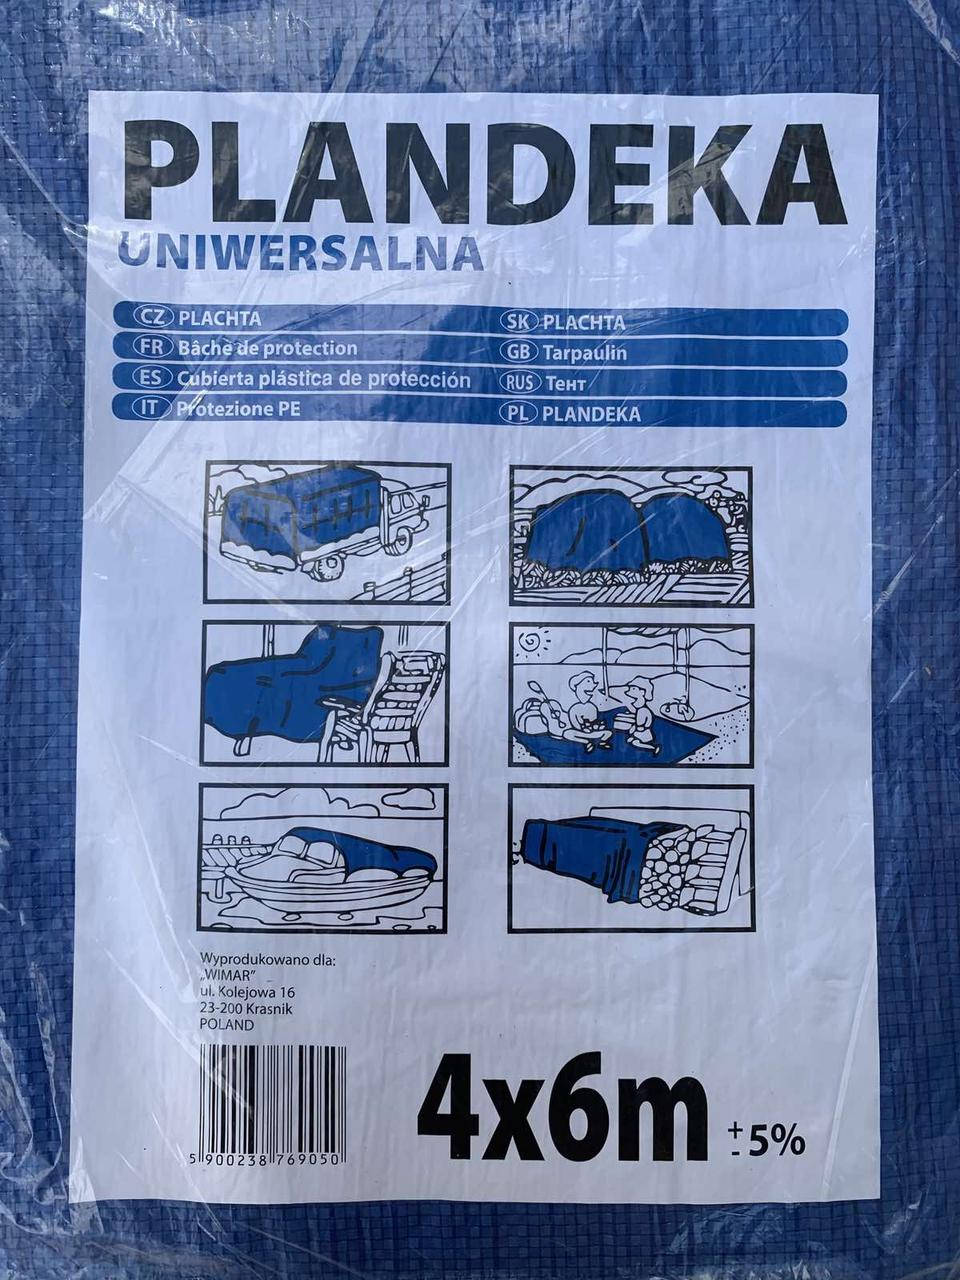 PLANDEKA
UNIWERSALNA
CZ PLACHTA
FR Bâche de protection
ES Cubierta plástica de protección
IT Protezione PE
SK PLACHTA
GB Tarpaulin
RUS Тент
PL PLANDEKA
Wyprodukowano dla:
„WIMAR”
ul. Kolejowa 16
23-200 Krasnik
POLAND
5 900238 769050
4x6m +- 5%